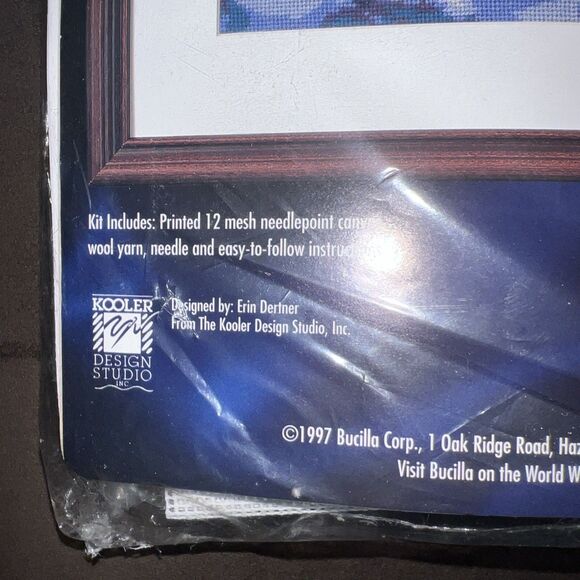 Kit Includes: Printed 12 mesh needlepoint
wool yarn, needle and easy-to-follow
KOOLER
DESIGN
STUDIO
INC
Designed by: Erin Dertner
From The Kooler Design Studio, Inc.
©1997 Bucilla Corp., 1 Oak Ridge Road, Haz
Visit Bucilla on the World W